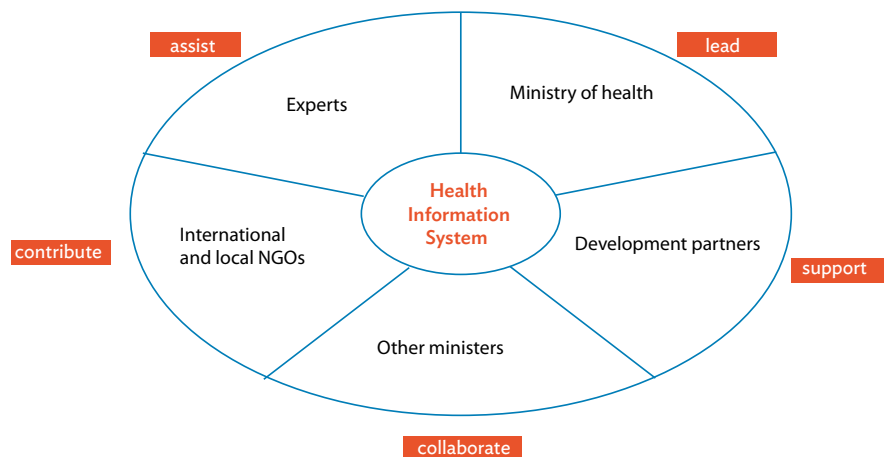 assist
lead
Experts
Ministry of health
Health
Information
System
International
and local NGOs
Development partners
contribute
support
Other ministers
collaborate